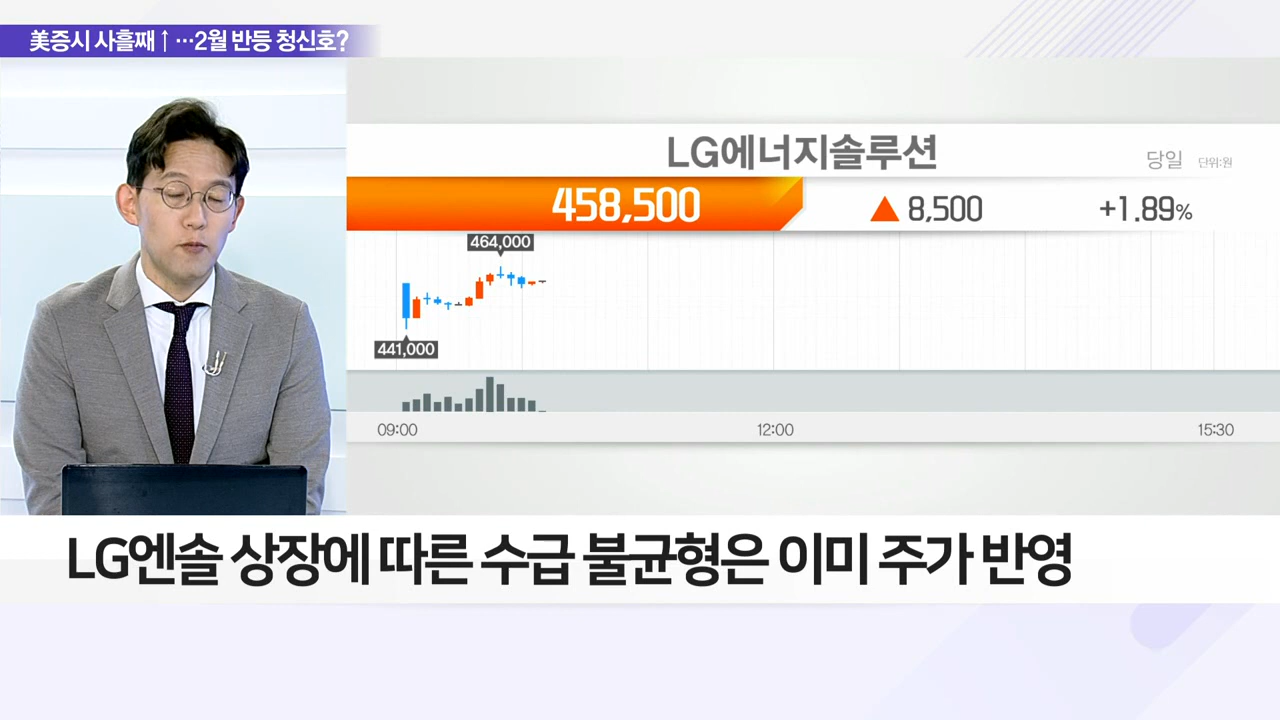 美증시 사흘째↑…2월 반등 청신호?
LG에너지솔루션
당일 단위:원
458,500 ▲ 8,500 +1.89%
464,000
441,000
09:00 12:00 15:30
LG엔솔 상장에 따른 수급 불균형은 이미 주가 반영